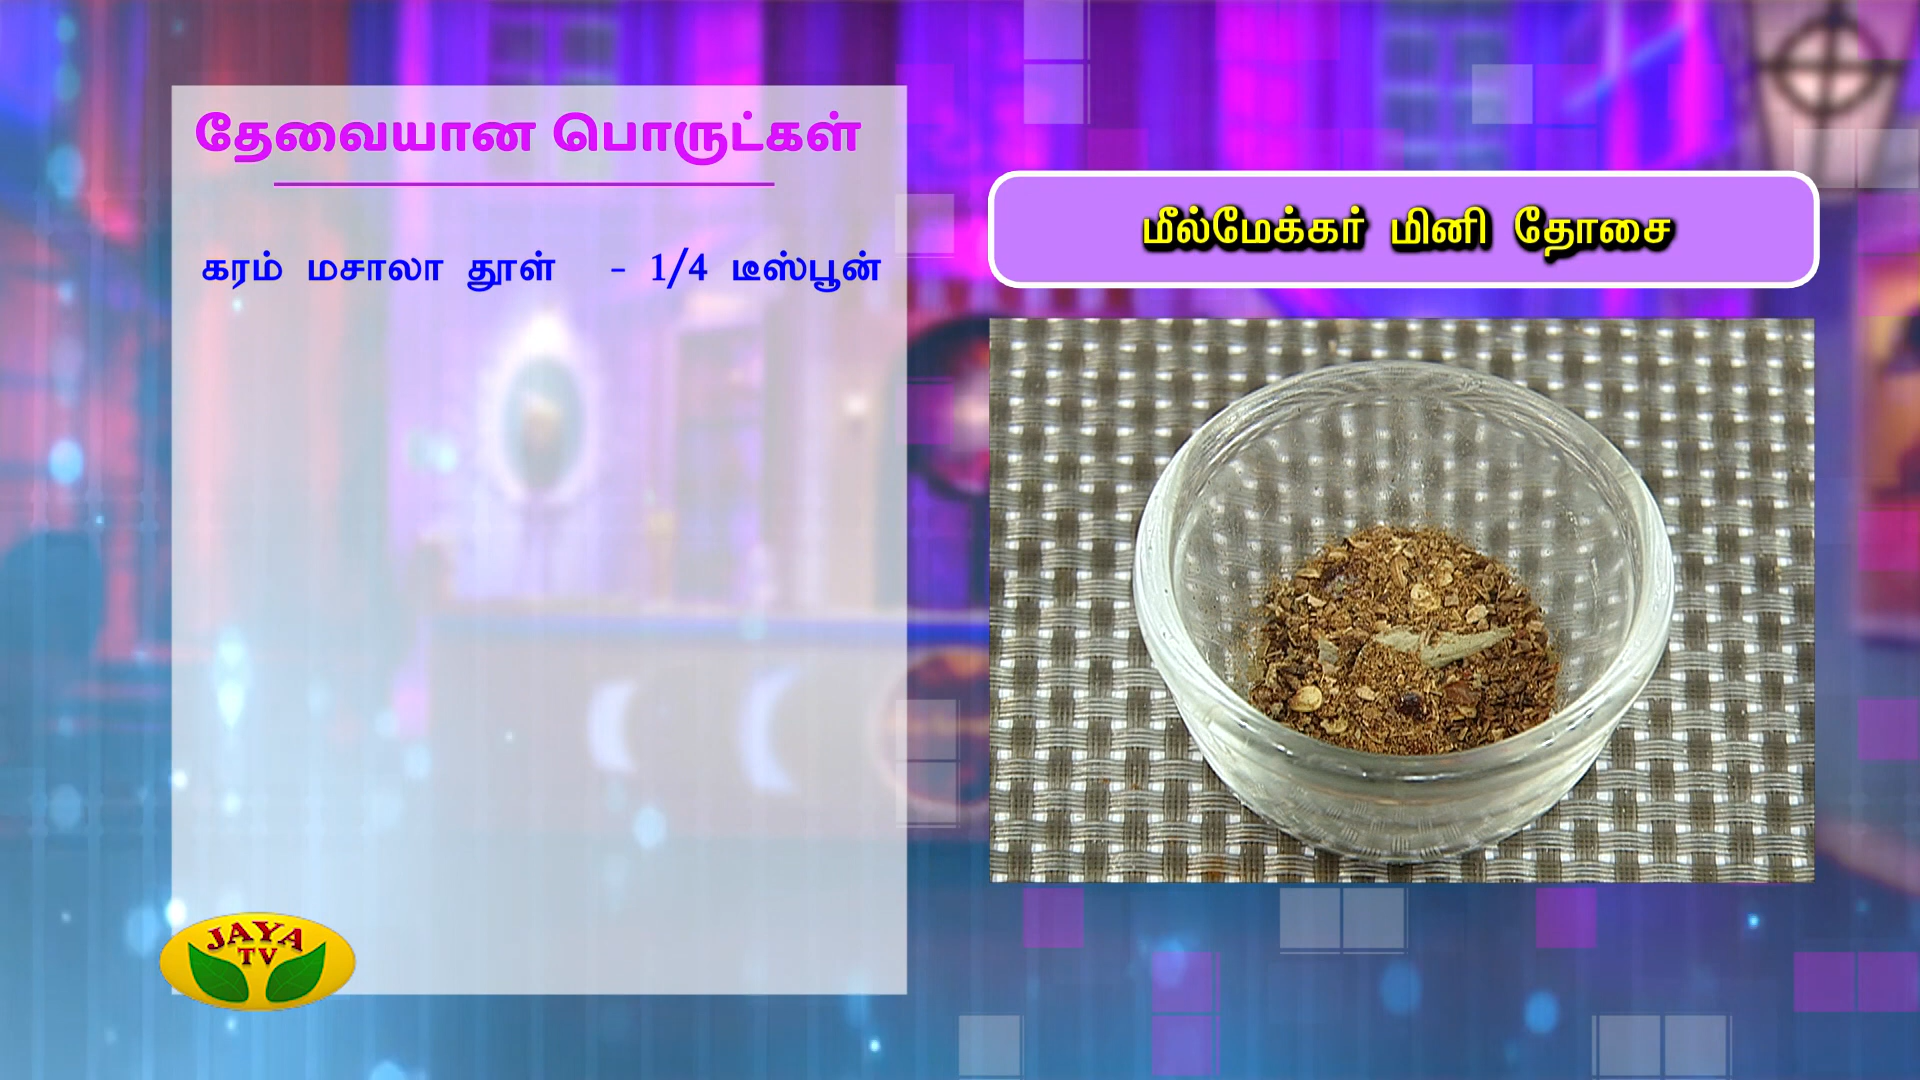 தேவையான பொருட்கள்
கரம் மசாலா தூள் - 1/4 டீஸ்பூன்
மீல்மேக்கர் மினி தோசை
JAYA
TV